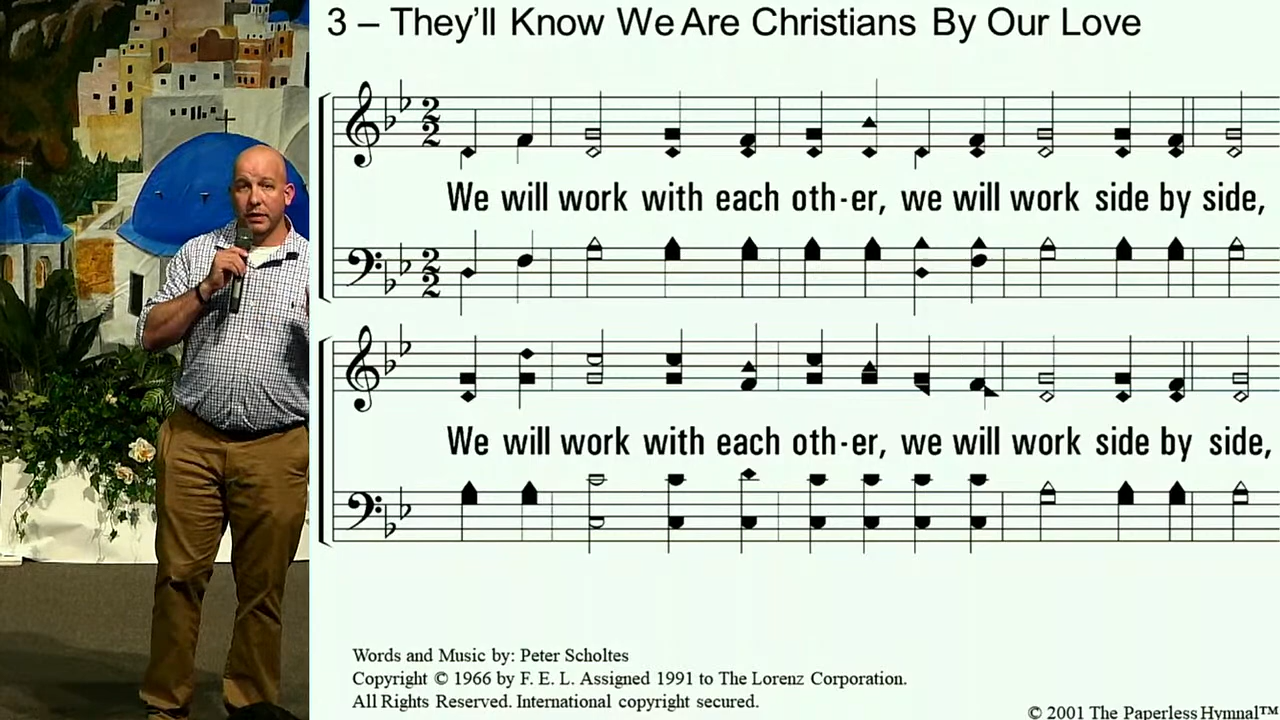 3 – They'll Know We Are Christians By Our Love
We will work with each oth-er, we will work side by side,
We will work with each oth-er, we will work side by side,
Words and Music by: Peter Scholtes
Copyright © 1966 by F. E. L. Assigned 1991 to The Lorenz Corporation.
All Rights Reserved. International copyright secured.
© 2001 The Paperless Hymnal™